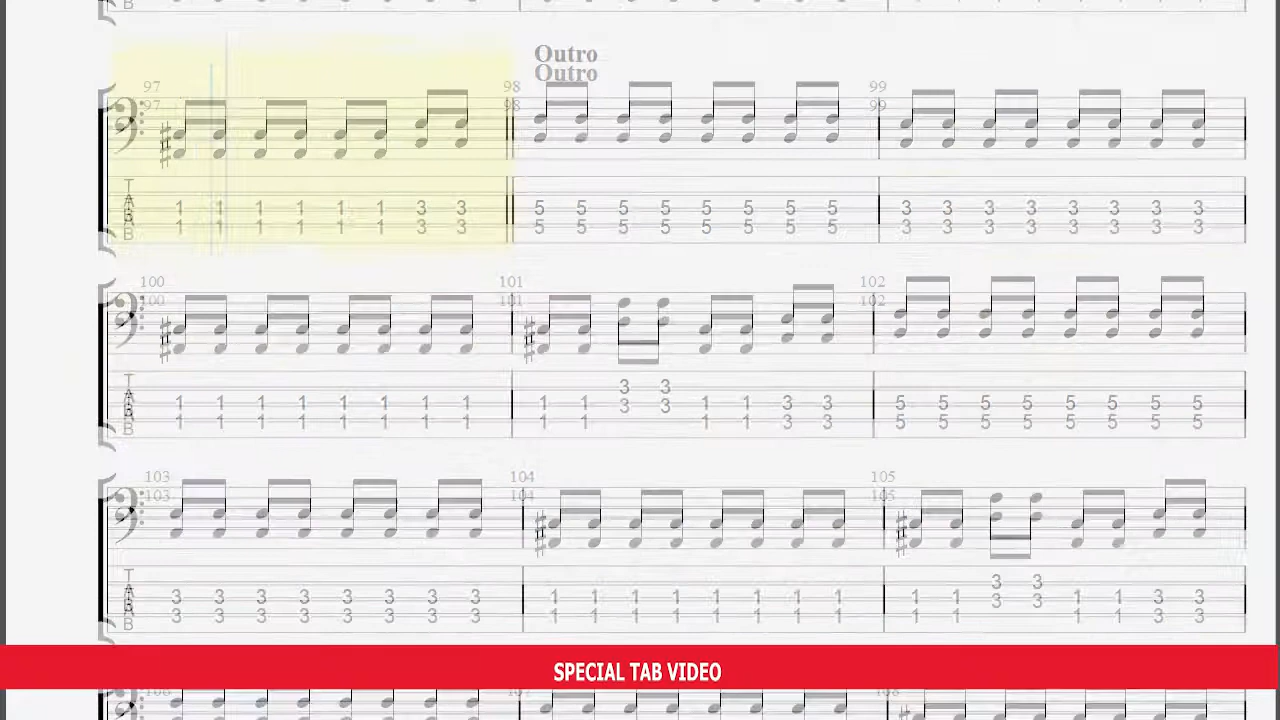 B
Outro
Outro
97 98 99
97 98 99
T
A 1 1 1 1 1 1 3 3 5 5 5 5 5 5 5 5 3 3 3 3 3 3 3 3
B 1 1 1 1 1 1 3 3 5 5 5 5 5 5 5 5 3 3 3 3 3 3 3 3
B
100 101 102
100 101 102
T 3 3
A 1 1 1 1 1 1 1 1 1 1 3 3 1 1 3 3 5 5 5 5 5 5 5 5
B 1 1 1 1 1 1 1 1 1 1 1 1 3 3 5 5 5 5 5 5 5 5
B
103 104 105
103 104 105
T 3 3
A 3 3 3 3 3 3 3 3 1 1 1 1 1 1 1 1 1 1 3 3 1 1 3 3
B 3 3 3 3 3 3 3 3 1 1 1 1 1 1 1 1 1 1 1 1 3 3
B
SPECIAL TAB VIDEO